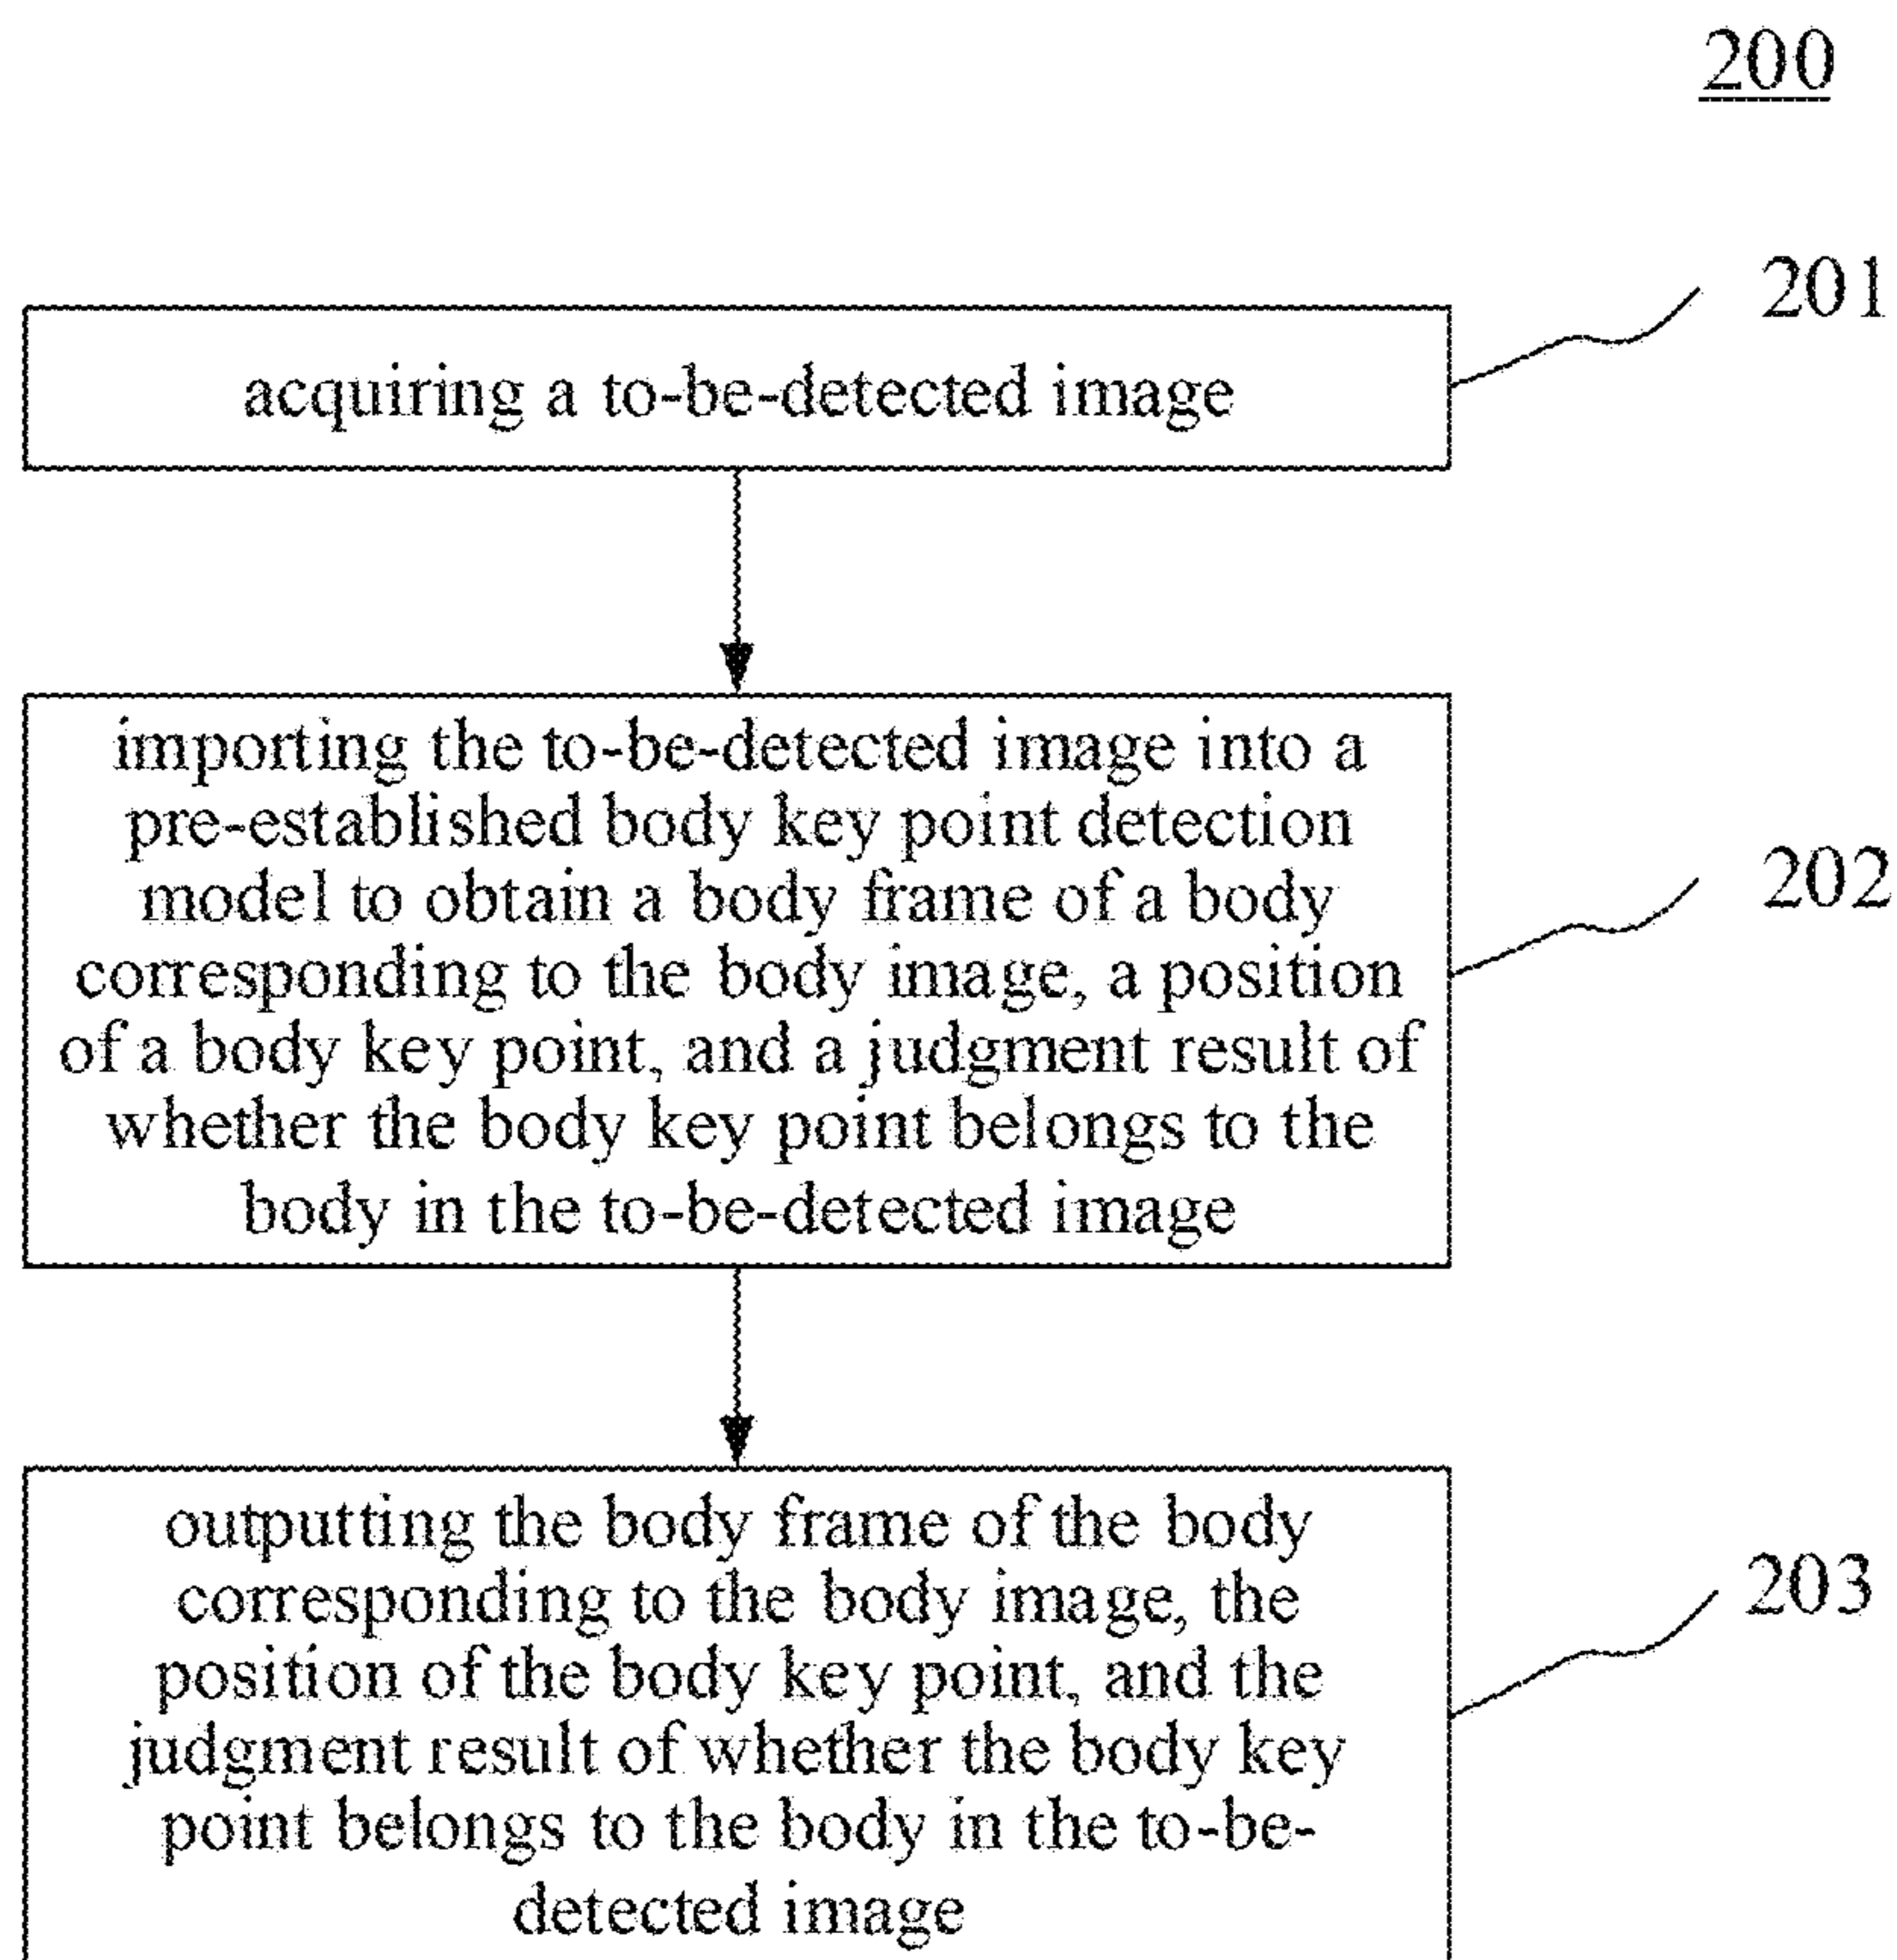 200
201
acquiring a to-be-detected image
importing the to-be-detected image into a
pre-established body key point detection
model to obtain a body frame of a body
corresponding to the body image, a position
of a body key point, and a judgment result of
whether the body key point belongs to the
body in the to-be-detected image
202
outputting the body frame of the body
corresponding to the body image, the
position of the body key point, and the
judgment result of whether the body key
point belongs to the body in the to-be-
detected image
203